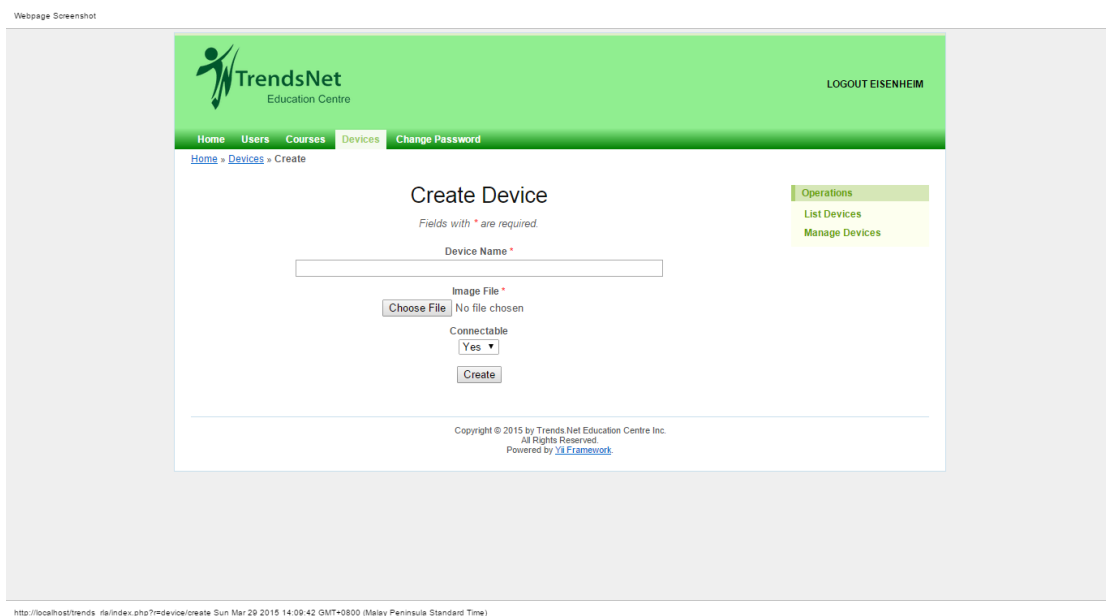 Webpage Screenshot
TrendsNet
Education Centre
LOGOUT EISENHEIM
Home Users Courses Devices Change Password
Home » Devices » Create
Create Device
Fields with * are required.
Device Name *
Image File *
Choose File No file chosen
Connectable
Yes ▼
Create
Operations
List Devices
Manage Devices
Copyright © 2015 by Trends.Net Education Centre Inc.
All Rights Reserved.
Powered by Yii Framework.
http://localhost/trends_rla/index.php?r=device/create Sun Mar 29 2015 14:09:42 GMT+0800 (Malay Peninsula Standard Time)